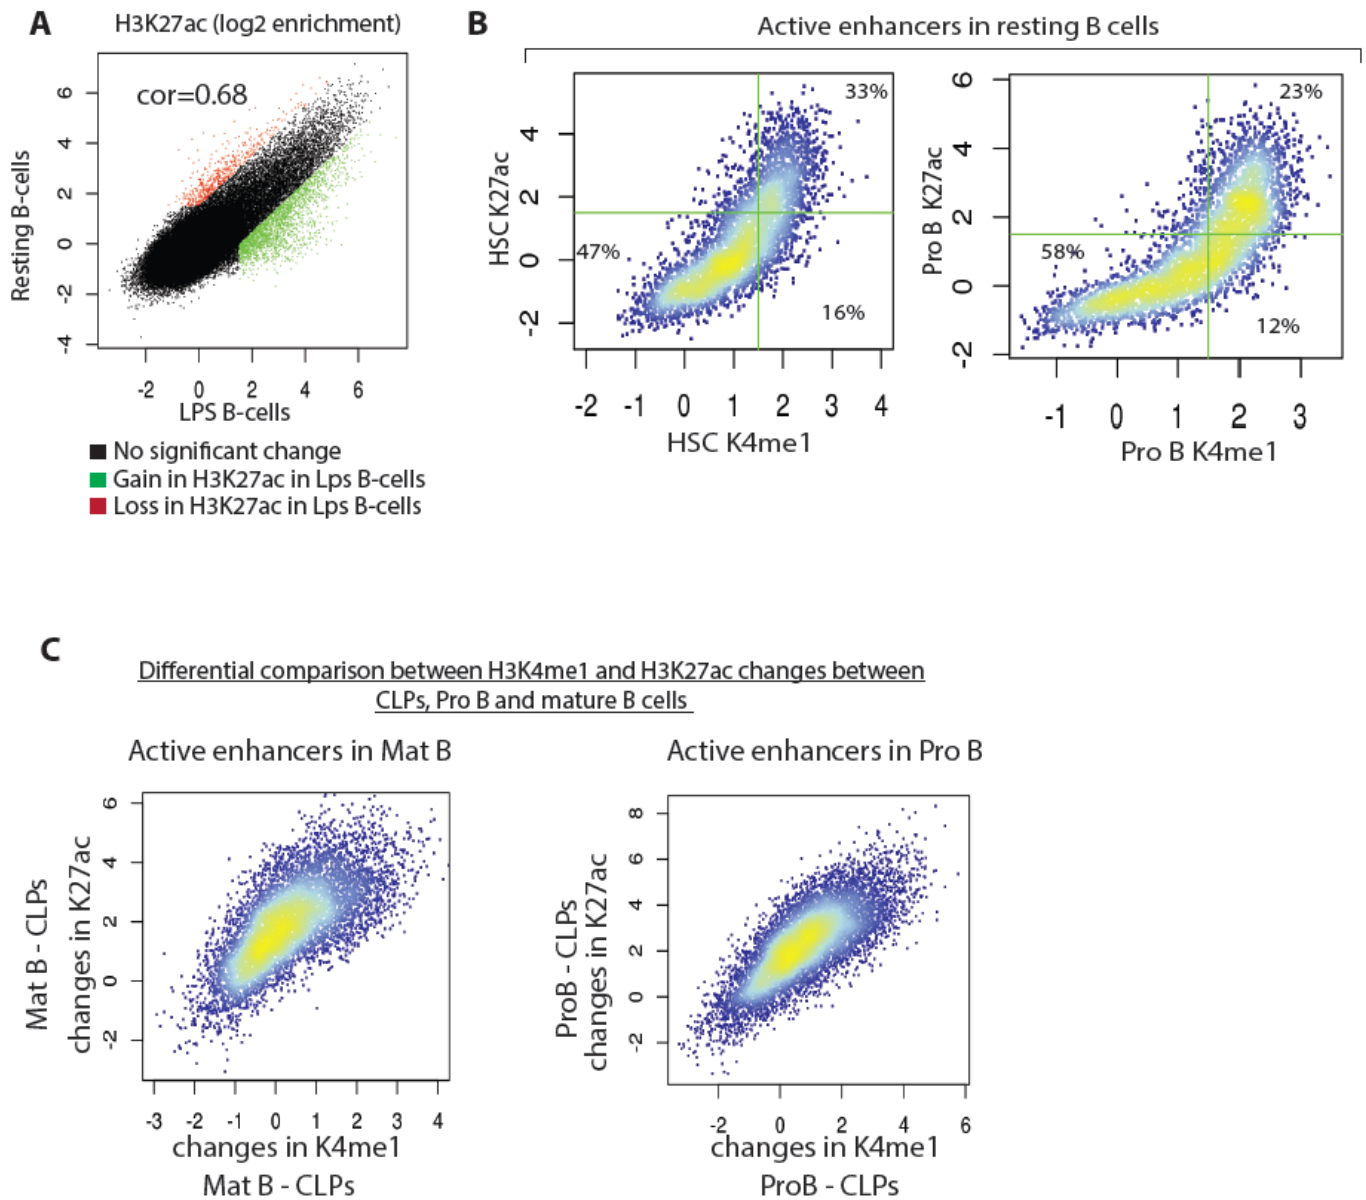 A
H3K27ac (log2 enrichment)
cor=0.68
Resting B-cells
6
4
2
0
-2
-4
-2 0 2 4 6
LPS B-cells
No significant change
Gain in H3K27ac in Lps B-cells
Loss in H3K27ac in Lps B-cells
B
Active enhancers in resting B cells
HSC K27ac
4
2
0
-2
33%
47%
16%
-2 -1 0 1 2 3 4
HSC K4me1
Pro B K27ac
6
4
2
0
-2
23%
58%
12%
-1 0 1 2 3
Pro B K4me1
C
Differential comparison between H3K4me1 and H3K27ac changes between
CLPs, Pro B and mature B cells
Active enhancers in Mat B
Mat B - CLPs
changes in K27ac
6
4
2
0
-2
-3 -2 -1 0 1 2 3 4
changes in K4me1
Mat B - CLPs
Active enhancers in Pro B
ProB - CLPs
changes in K27ac
8
6
4
2
0
-2
-2 0 2 4 6
changes in K4me1
ProB - CLPs